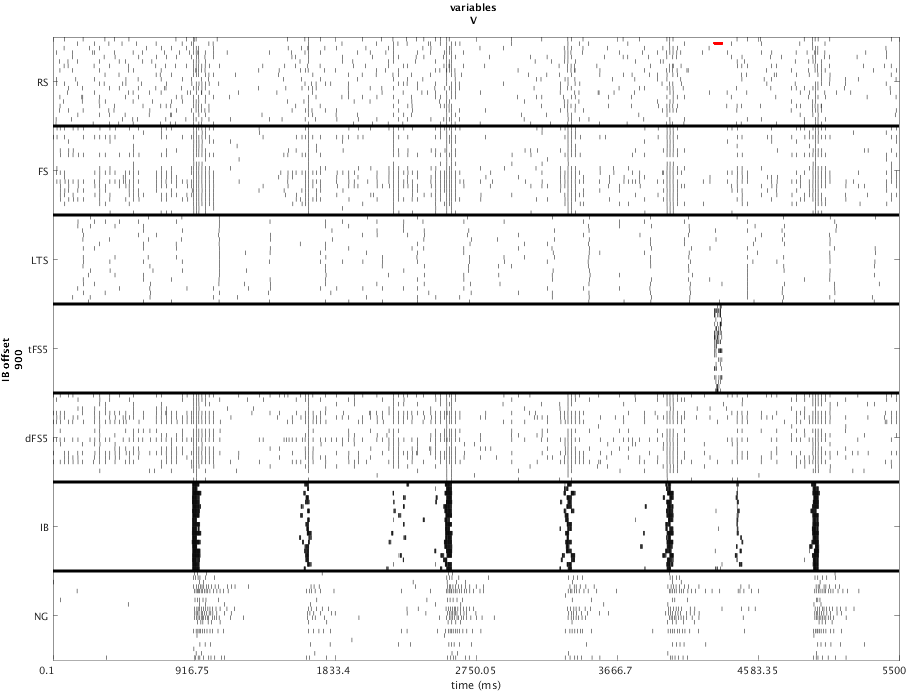 variables
V
RS
FS
LTS
tFS5
dFS5
IB
NG
IB offset
900
0.1
916.75
1833.4
2750.05
3666.7
4583.35
5500
time (ms)